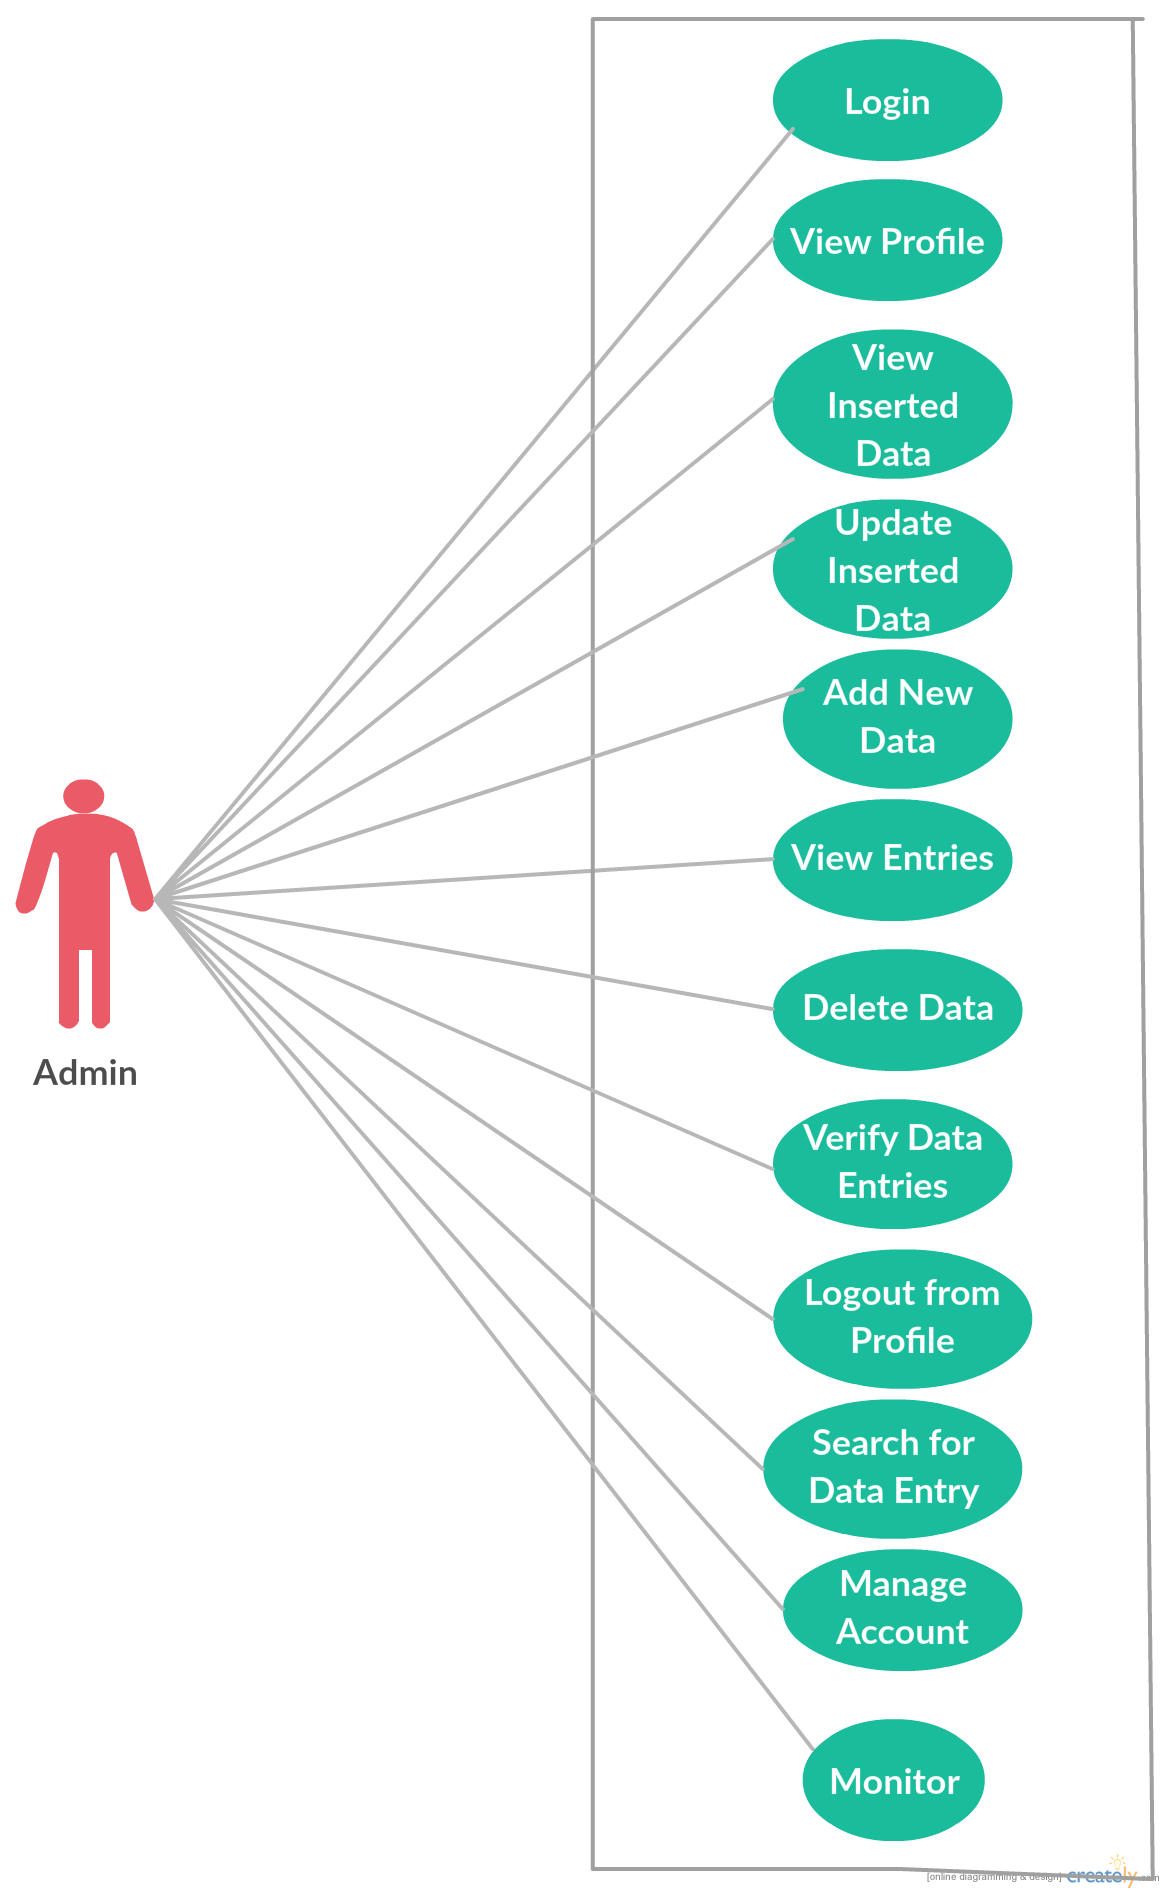 Login
View Profile
View
Inserted
Data
Update
Inserted
Data
Add New
Data
View Entries
Admin
Delete Data
Verify Data
Entries
Logout from
Profile
Search for
Data Entry
Manage
Account
Monitor
[online diagramming & design] creately.com